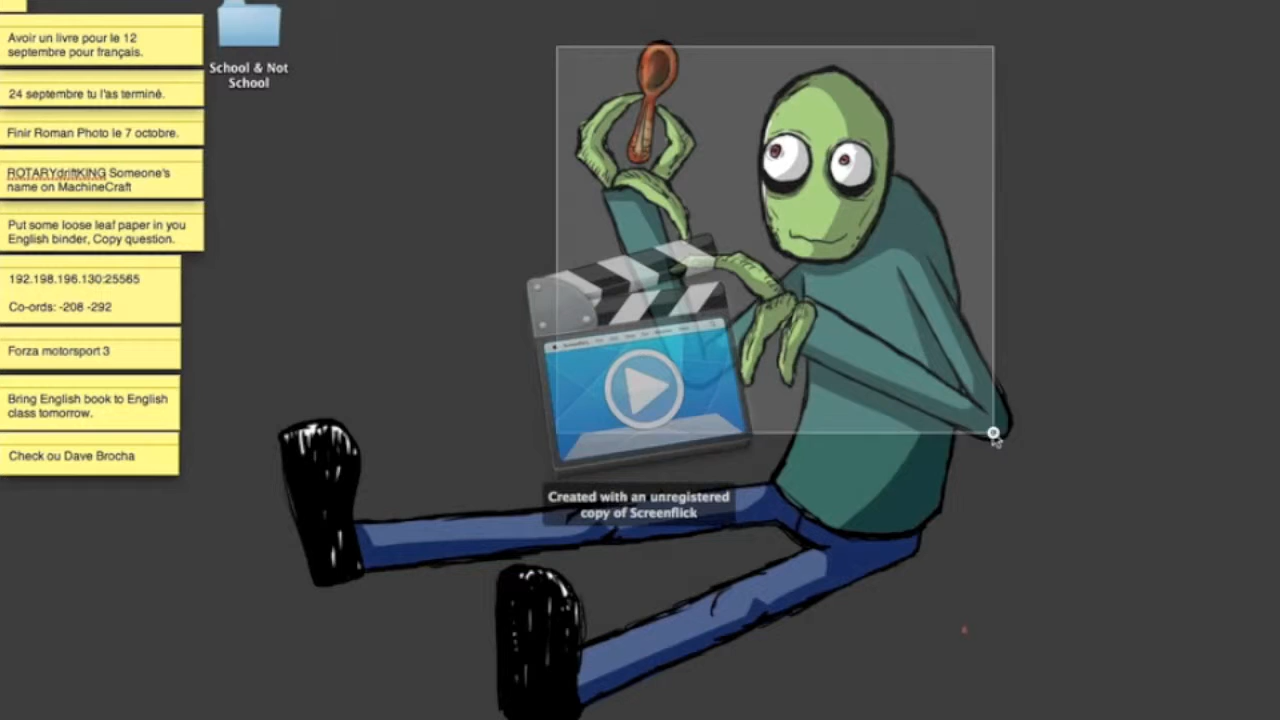 Avoir un livre pour le 12
septembre pour français.
24 septembre tu l'as terminé.
Finir Roman Photo le 7 octobre.
ROTARYdriftKING Someone's
name on MachineCraft
Put some loose leaf paper in you
English binder, Copy question.
192.198.196.130:25565
Co-ords: -208 -292
Forza motorsport 3
Bring English book to English
class tomorrow.
Check ou Dave Brocha
School & Not
School
Created with an unregistered
copy of Screenflick